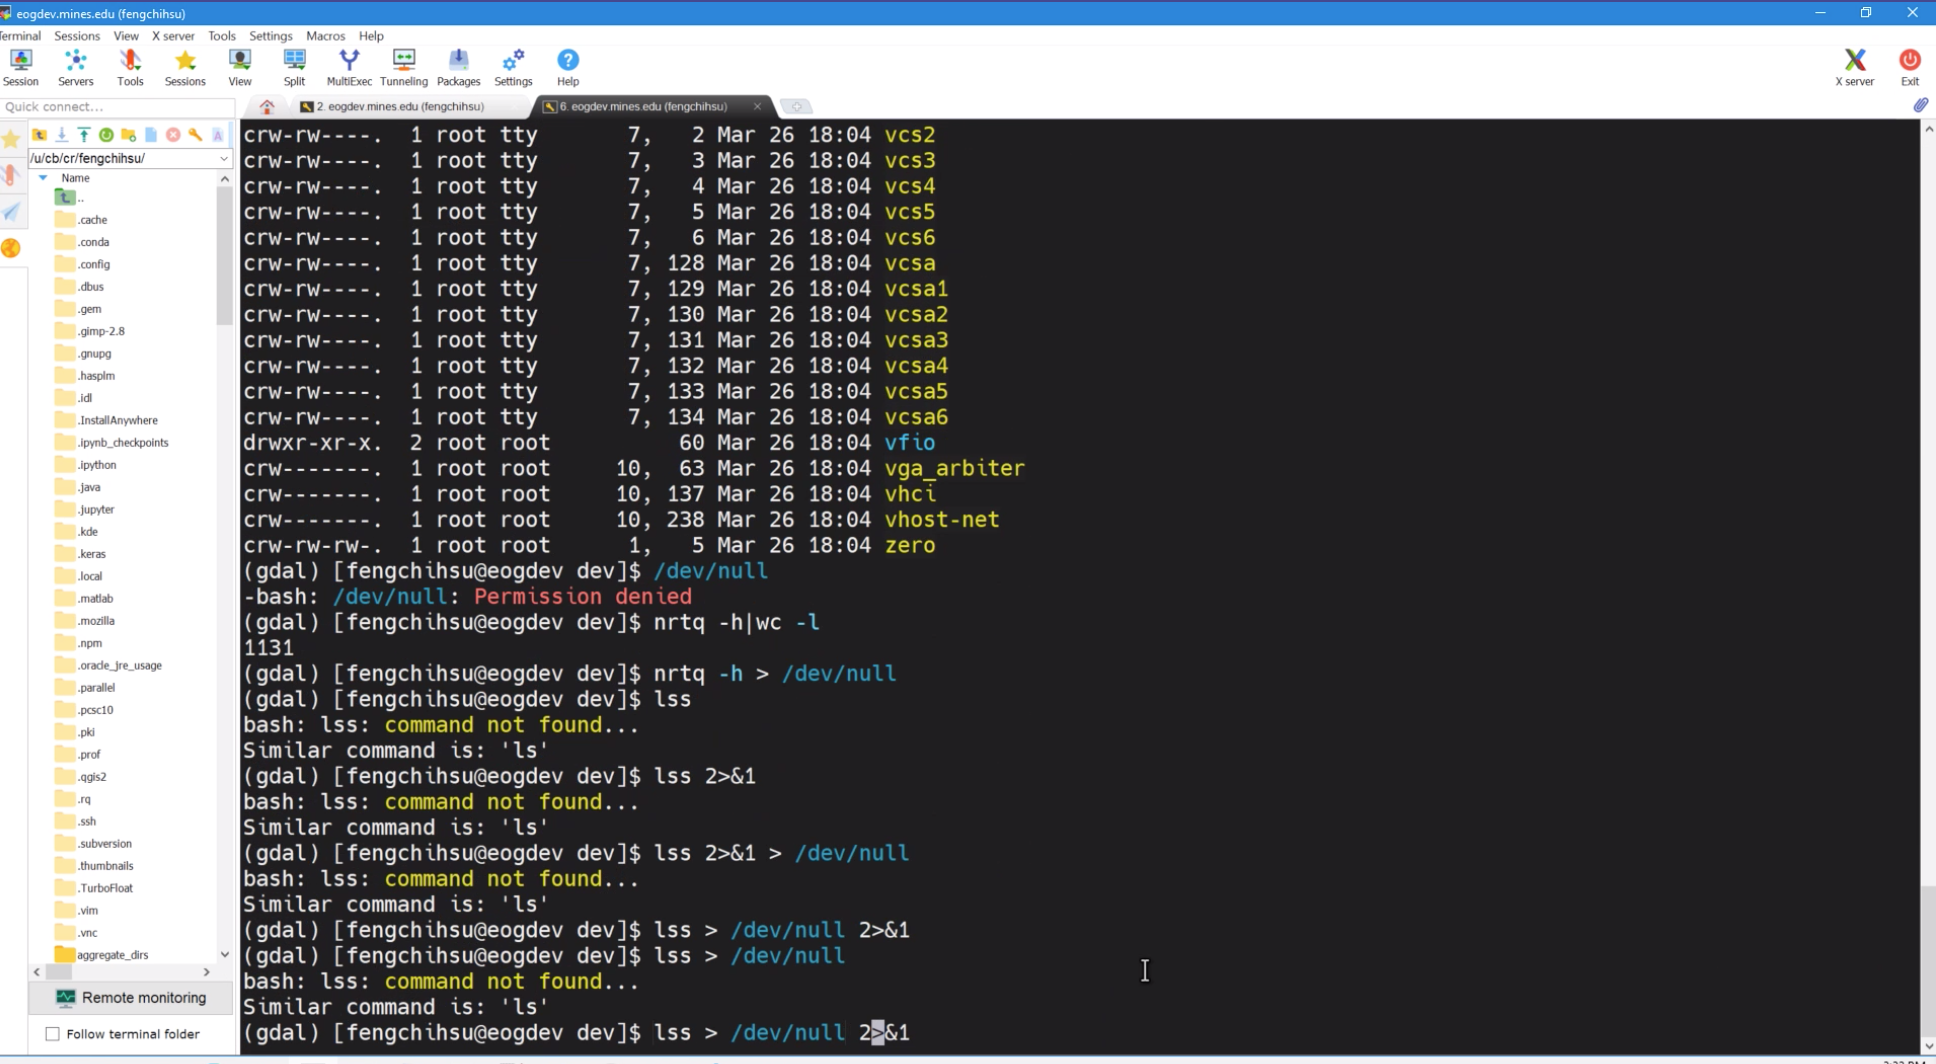 eogdev.mines.edu (fengchihsu)
Terminal Sessions View X server Tools Settings Macros Help
Session Servers Tools Sessions View Split MultiExec Tunneling Packages Settings Help X server Exit
Quick connect...
2. eogdev.mines.edu (fengchihsu)
6. eogdev.mines.edu (fengchihsu)
/u/cb/cr/fengchihsu/
Name
..
.cache
.conda
.config
.dbus
.gem
.gimp-2.8
.gnupg
.hasplm
.idl
.InstallAnywhere
.ipynb_checkpoints
.ipython
.java
.jupyter
.kde
.keras
.local
.matlab
.mozilla
.npm
.oracle_jre_usage
.parallel
.pcsc10
.pki
.prof
.qgis2
.rq
.ssh
.subversion
.thumbnails
.TurboFloat
.vim
.vnc
aggregate_dirs
Remote monitoring
Follow terminal folder
crw-rw----. 1 root tty 7, 2 Mar 26 18:04 vcs2
crw-rw----. 1 root tty 7, 3 Mar 26 18:04 vcs3
crw-rw----. 1 root tty 7, 4 Mar 26 18:04 vcs4
crw-rw----. 1 root tty 7, 5 Mar 26 18:04 vcs5
crw-rw----. 1 root tty 7, 6 Mar 26 18:04 vcs6
crw-rw----. 1 root tty 7, 128 Mar 26 18:04 vcsa
crw-rw----. 1 root tty 7, 129 Mar 26 18:04 vcsa1
crw-rw----. 1 root tty 7, 130 Mar 26 18:04 vcsa2
crw-rw----. 1 root tty 7, 131 Mar 26 18:04 vcsa3
crw-rw----. 1 root tty 7, 132 Mar 26 18:04 vcsa4
crw-rw----. 1 root tty 7, 133 Mar 26 18:04 vcsa5
crw-rw----. 1 root tty 7, 134 Mar 26 18:04 vcsa6
drwxr-xr-x. 2 root root 60 Mar 26 18:04 vfio
crw-------. 1 root root 10, 63 Mar 26 18:04 vga_arbiter
crw-------. 1 root root 10, 137 Mar 26 18:04 vhci
crw-------. 1 root root 10, 238 Mar 26 18:04 vhost-net
crw-rw-rw-. 1 root root 1, 5 Mar 26 18:04 zero
(gdal) [fengchihsu@eogdev dev]$ /dev/null
-bash: /dev/null: Permission denied
(gdal) [fengchihsu@eogdev dev]$ nrtq -h|wc -l
1131
(gdal) [fengchihsu@eogdev dev]$ nrtq -h > /dev/null
(gdal) [fengchihsu@eogdev dev]$ lss
bash: lss: command not found...
Similar command is: 'ls'
(gdal) [fengchihsu@eogdev dev]$ lss 2>&1
bash: lss: command not found...
Similar command is: 'ls'
(gdal) [fengchihsu@eogdev dev]$ lss 2>&1 > /dev/null
bash: lss: command not found...
Similar command is: 'ls'
(gdal) [fengchihsu@eogdev dev]$ lss > /dev/null 2>&1
(gdal) [fengchihsu@eogdev dev]$ lss > /dev/null
bash: lss: command not found...
Similar command is: 'ls'
(gdal) [fengchihsu@eogdev dev]$ lss > /dev/null 2>&1